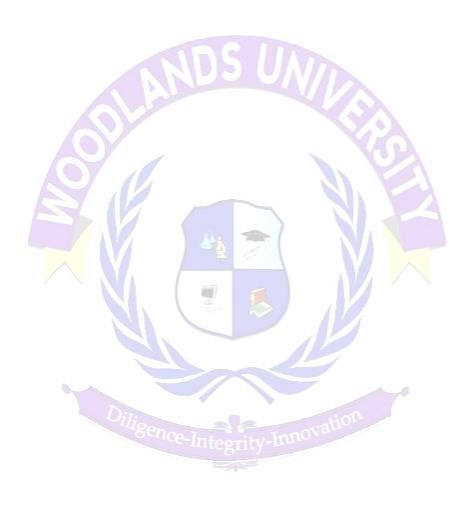 WOODLANDS UNIVERSITY
Diligence-Integrity-Innovation